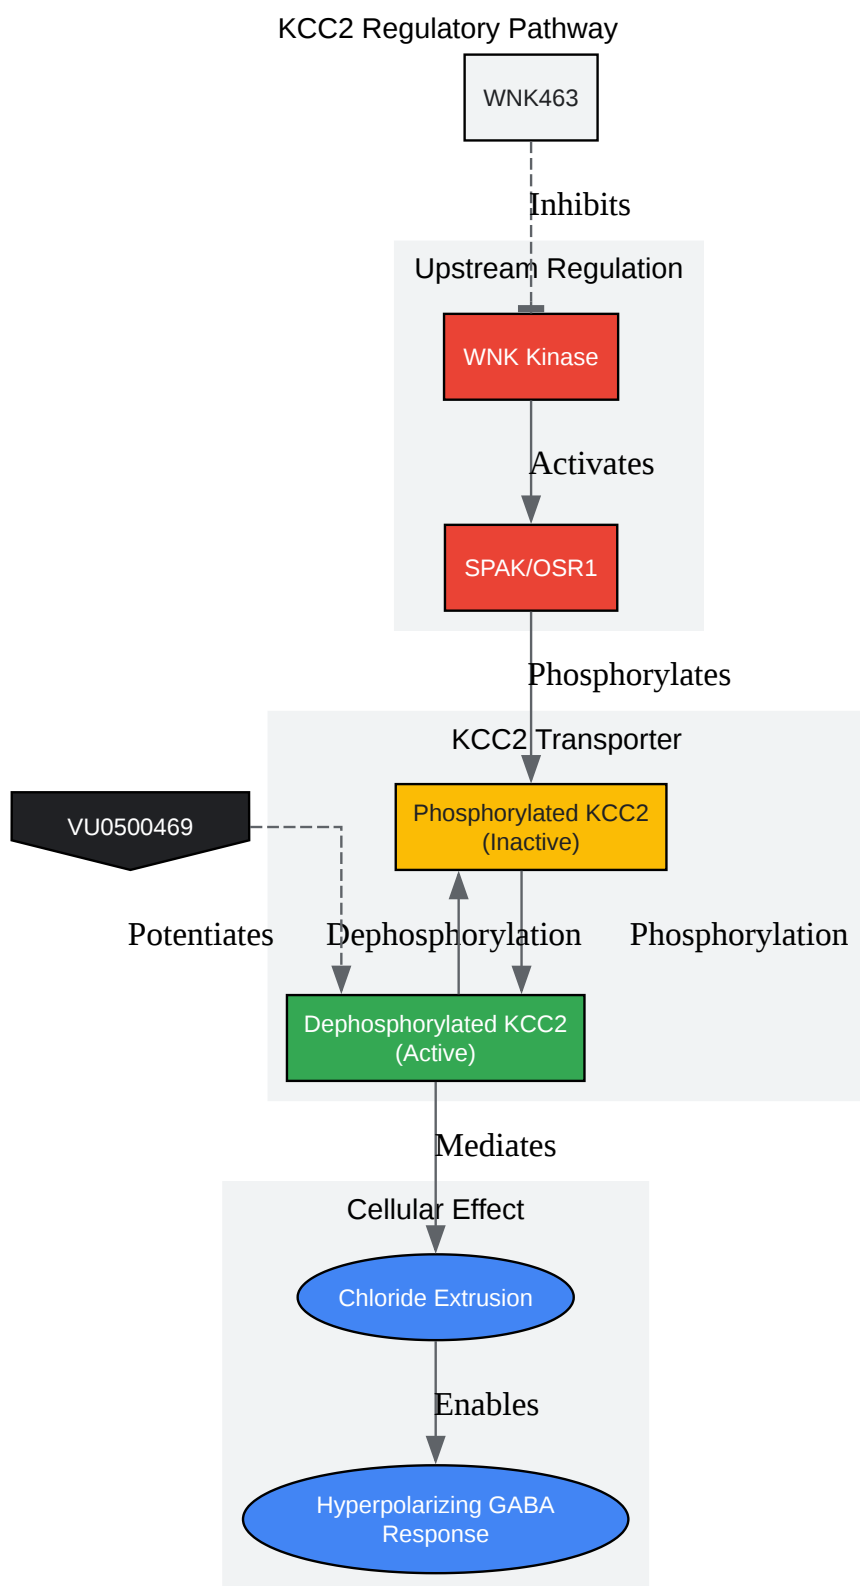 KCC2 Regulatory Pathway
WNK463
Inhibits
Upstream Regulation
WNK Kinase
Activates
SPAK/OSR1
Phosphorylates
KCC2 Transporter
VU0500469
Phosphorylated KCC2
(Inactive)
Potentiates
Dephosphorylation
Phosphorylation
Dephosphorylated KCC2
(Active)
Mediates
Cellular Effect
Chloride Extrusion
Enables
Hyperpolarizing GABA
Response